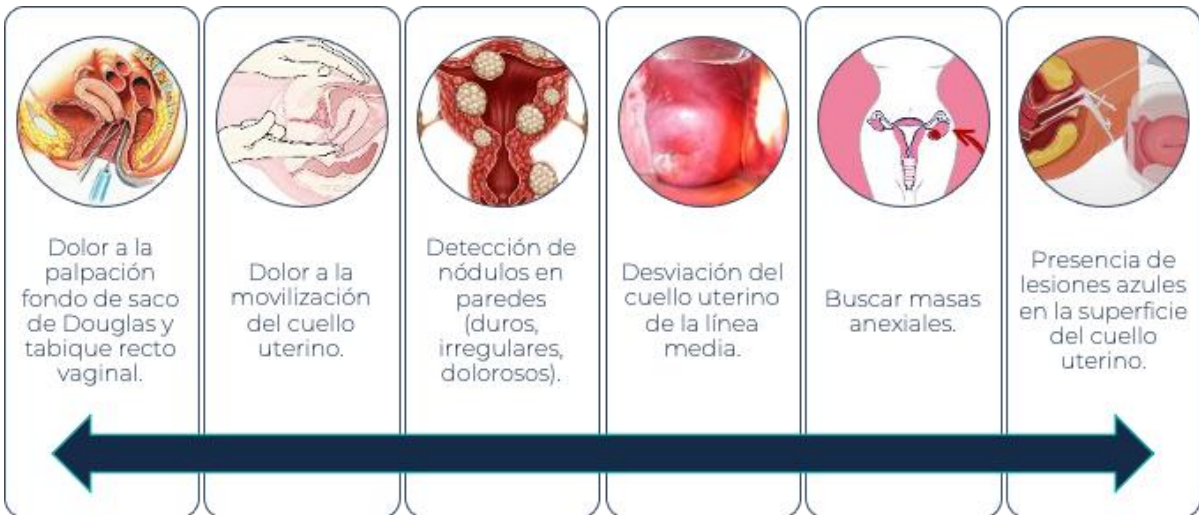 Dolor a la
palpación
fondo de saco
de Douglas y
tabique recto
vaginal.
Dolor a la
movilización
del cuello
uterino.
Detección de
nódulos en
paredes
(duros,
irregulares,
dolorosos).
Desviación del
cuello uterino
de la línea
media.
Buscar masas
anexiales.
Presencia de
lesiones azules
en la superficie
del cuello
uterino.